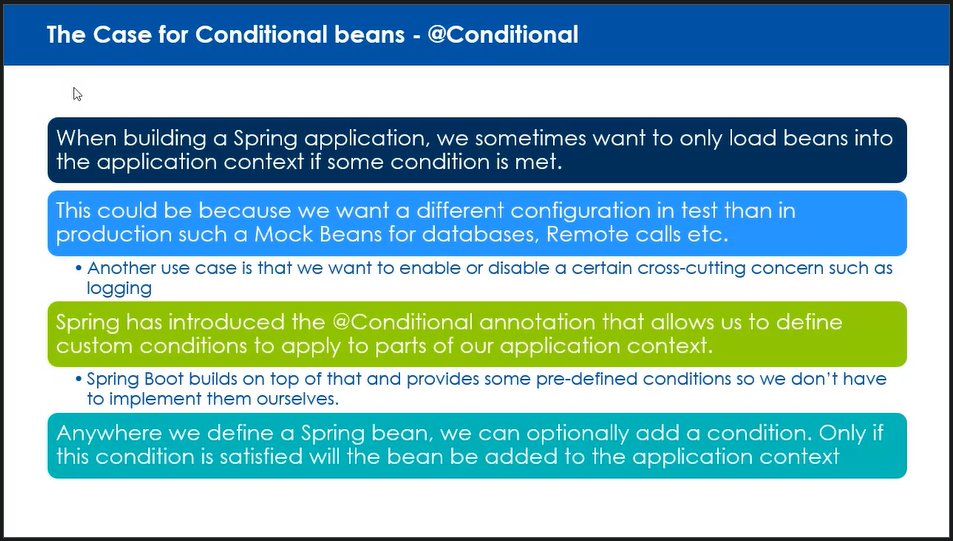 The Case for Conditional beans - @Conditional
When building a Spring application, we sometimes want to only load beans into
the application context if some condition is met.
This could be because we want a different configuration in test than in
production such a Mock Beans for databases, Remote calls etc.
• Another use case is that we want to enable or disable a certain cross-cutting concern such as
logging
Spring has introduced the @Conditional annotation that allows us to define
custom conditions to apply to parts of our application context.
• Spring Boot builds on top of that and provides some pre-defined conditions so we don't have
to implement them ourselves.
Anywhere we define a Spring bean, we can optionally add a condition. Only if
this condition is satisfied will the bean be added to the application context